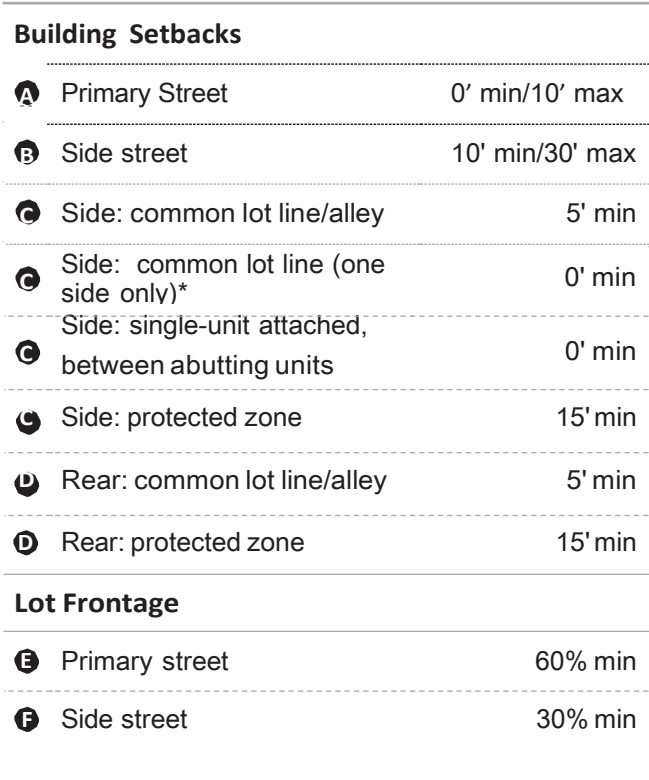 Building Setbacks
A Primary Street 0′ min/10′ max
B Side street 10' min/30' max
C Side: common lot line/alley 5' min
C Side: common lot line (one
side only)* 0' min
Side: single-unit attached,
C between abutting units 0' min
C Side: protected zone 15' min
D Rear: common lot line/alley 5' min
D Rear: protected zone 15' min
Lot Frontage
E Primary street 60% min
F Side street 30% min